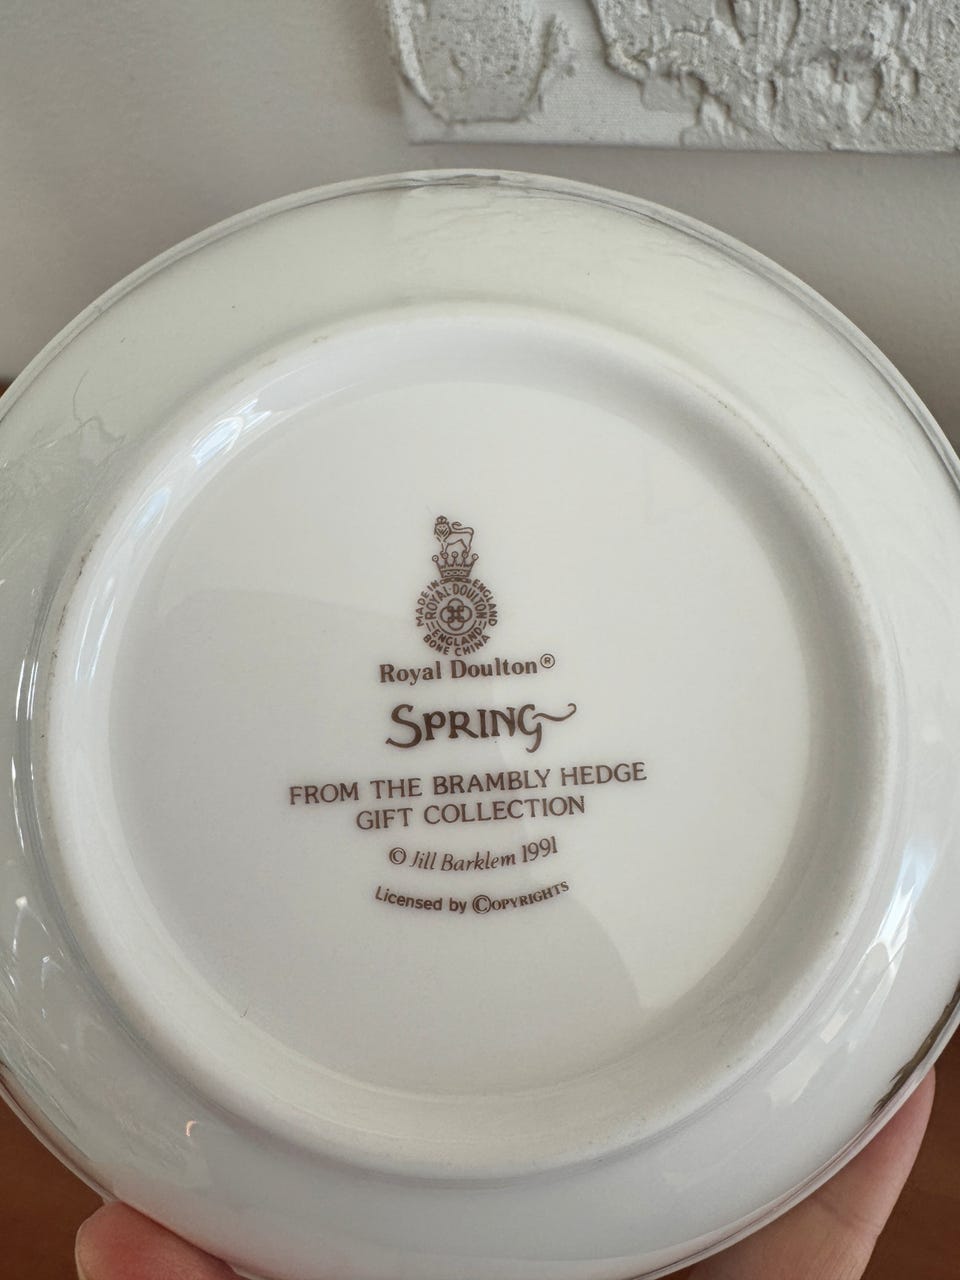 MADE IN ENGLAND
ROYAL·DOULTON
ENGLAND
BONE CHINA
Royal Doulton®
SPRING
FROM THE BRAMBLY HEDGE
GIFT COLLECTION
© Jill Barklem 1991
Licensed by ©OPYRIGHTS